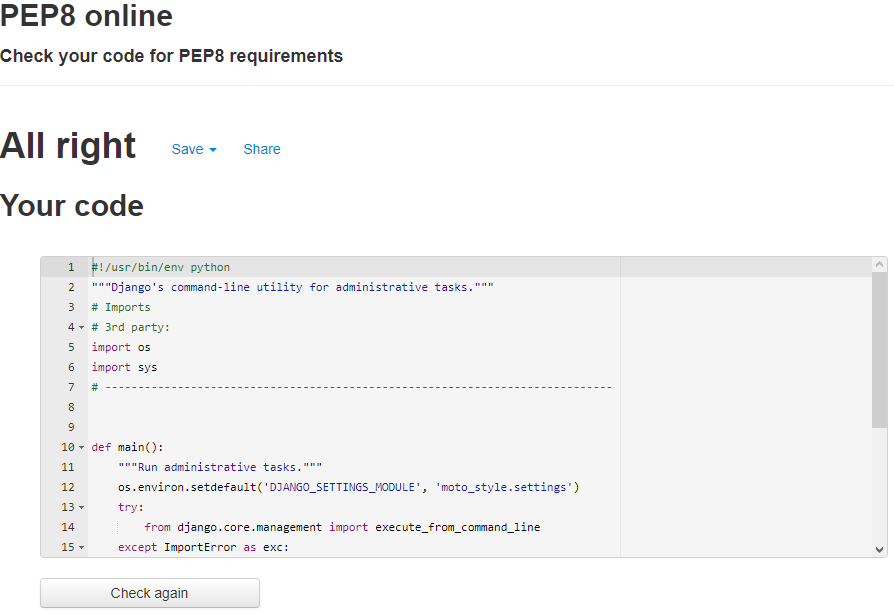 PEP8 online
Check your code for PEP8 requirements
All right Save Share
Your code
1 #!/usr/bin/env python
2 """Django's command-line utility for administrative tasks."""
3 # Imports
4 # 3rd party:
5 import os
6 import sys
7 # -----------------------------------------------------------------------------
8
9
10 def main():
11     """Run administrative tasks."""
12     os.environ.setdefault('DJANGO_SETTINGS_MODULE', 'moto_style.settings')
13     try:
14         from django.core.management import execute_from_command_line
15     except ImportError as exc:
Check again